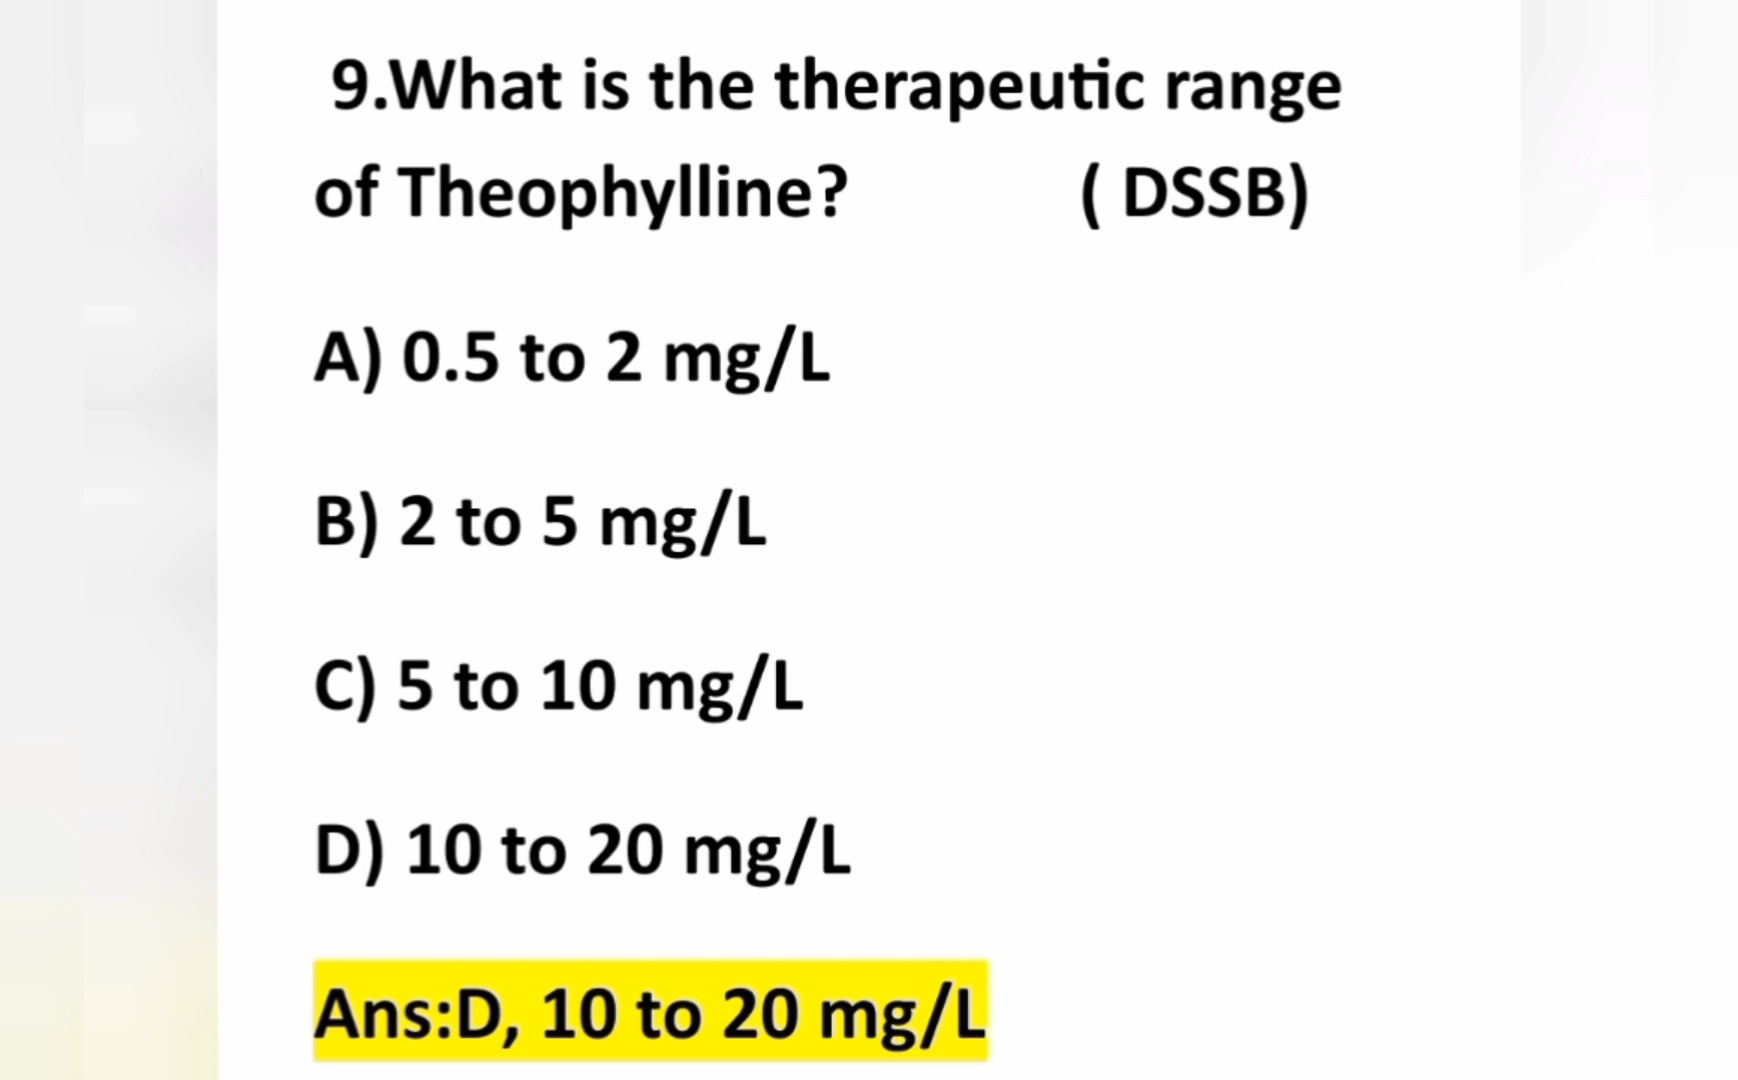 9.What is the therapeutic range
of Theophylline? ( DSSB)
A) 0.5 to 2 mg/L
B) 2 to 5 mg/L
C) 5 to 10 mg/L
D) 10 to 20 mg/L
Ans:D, 10 to 20 mg/L